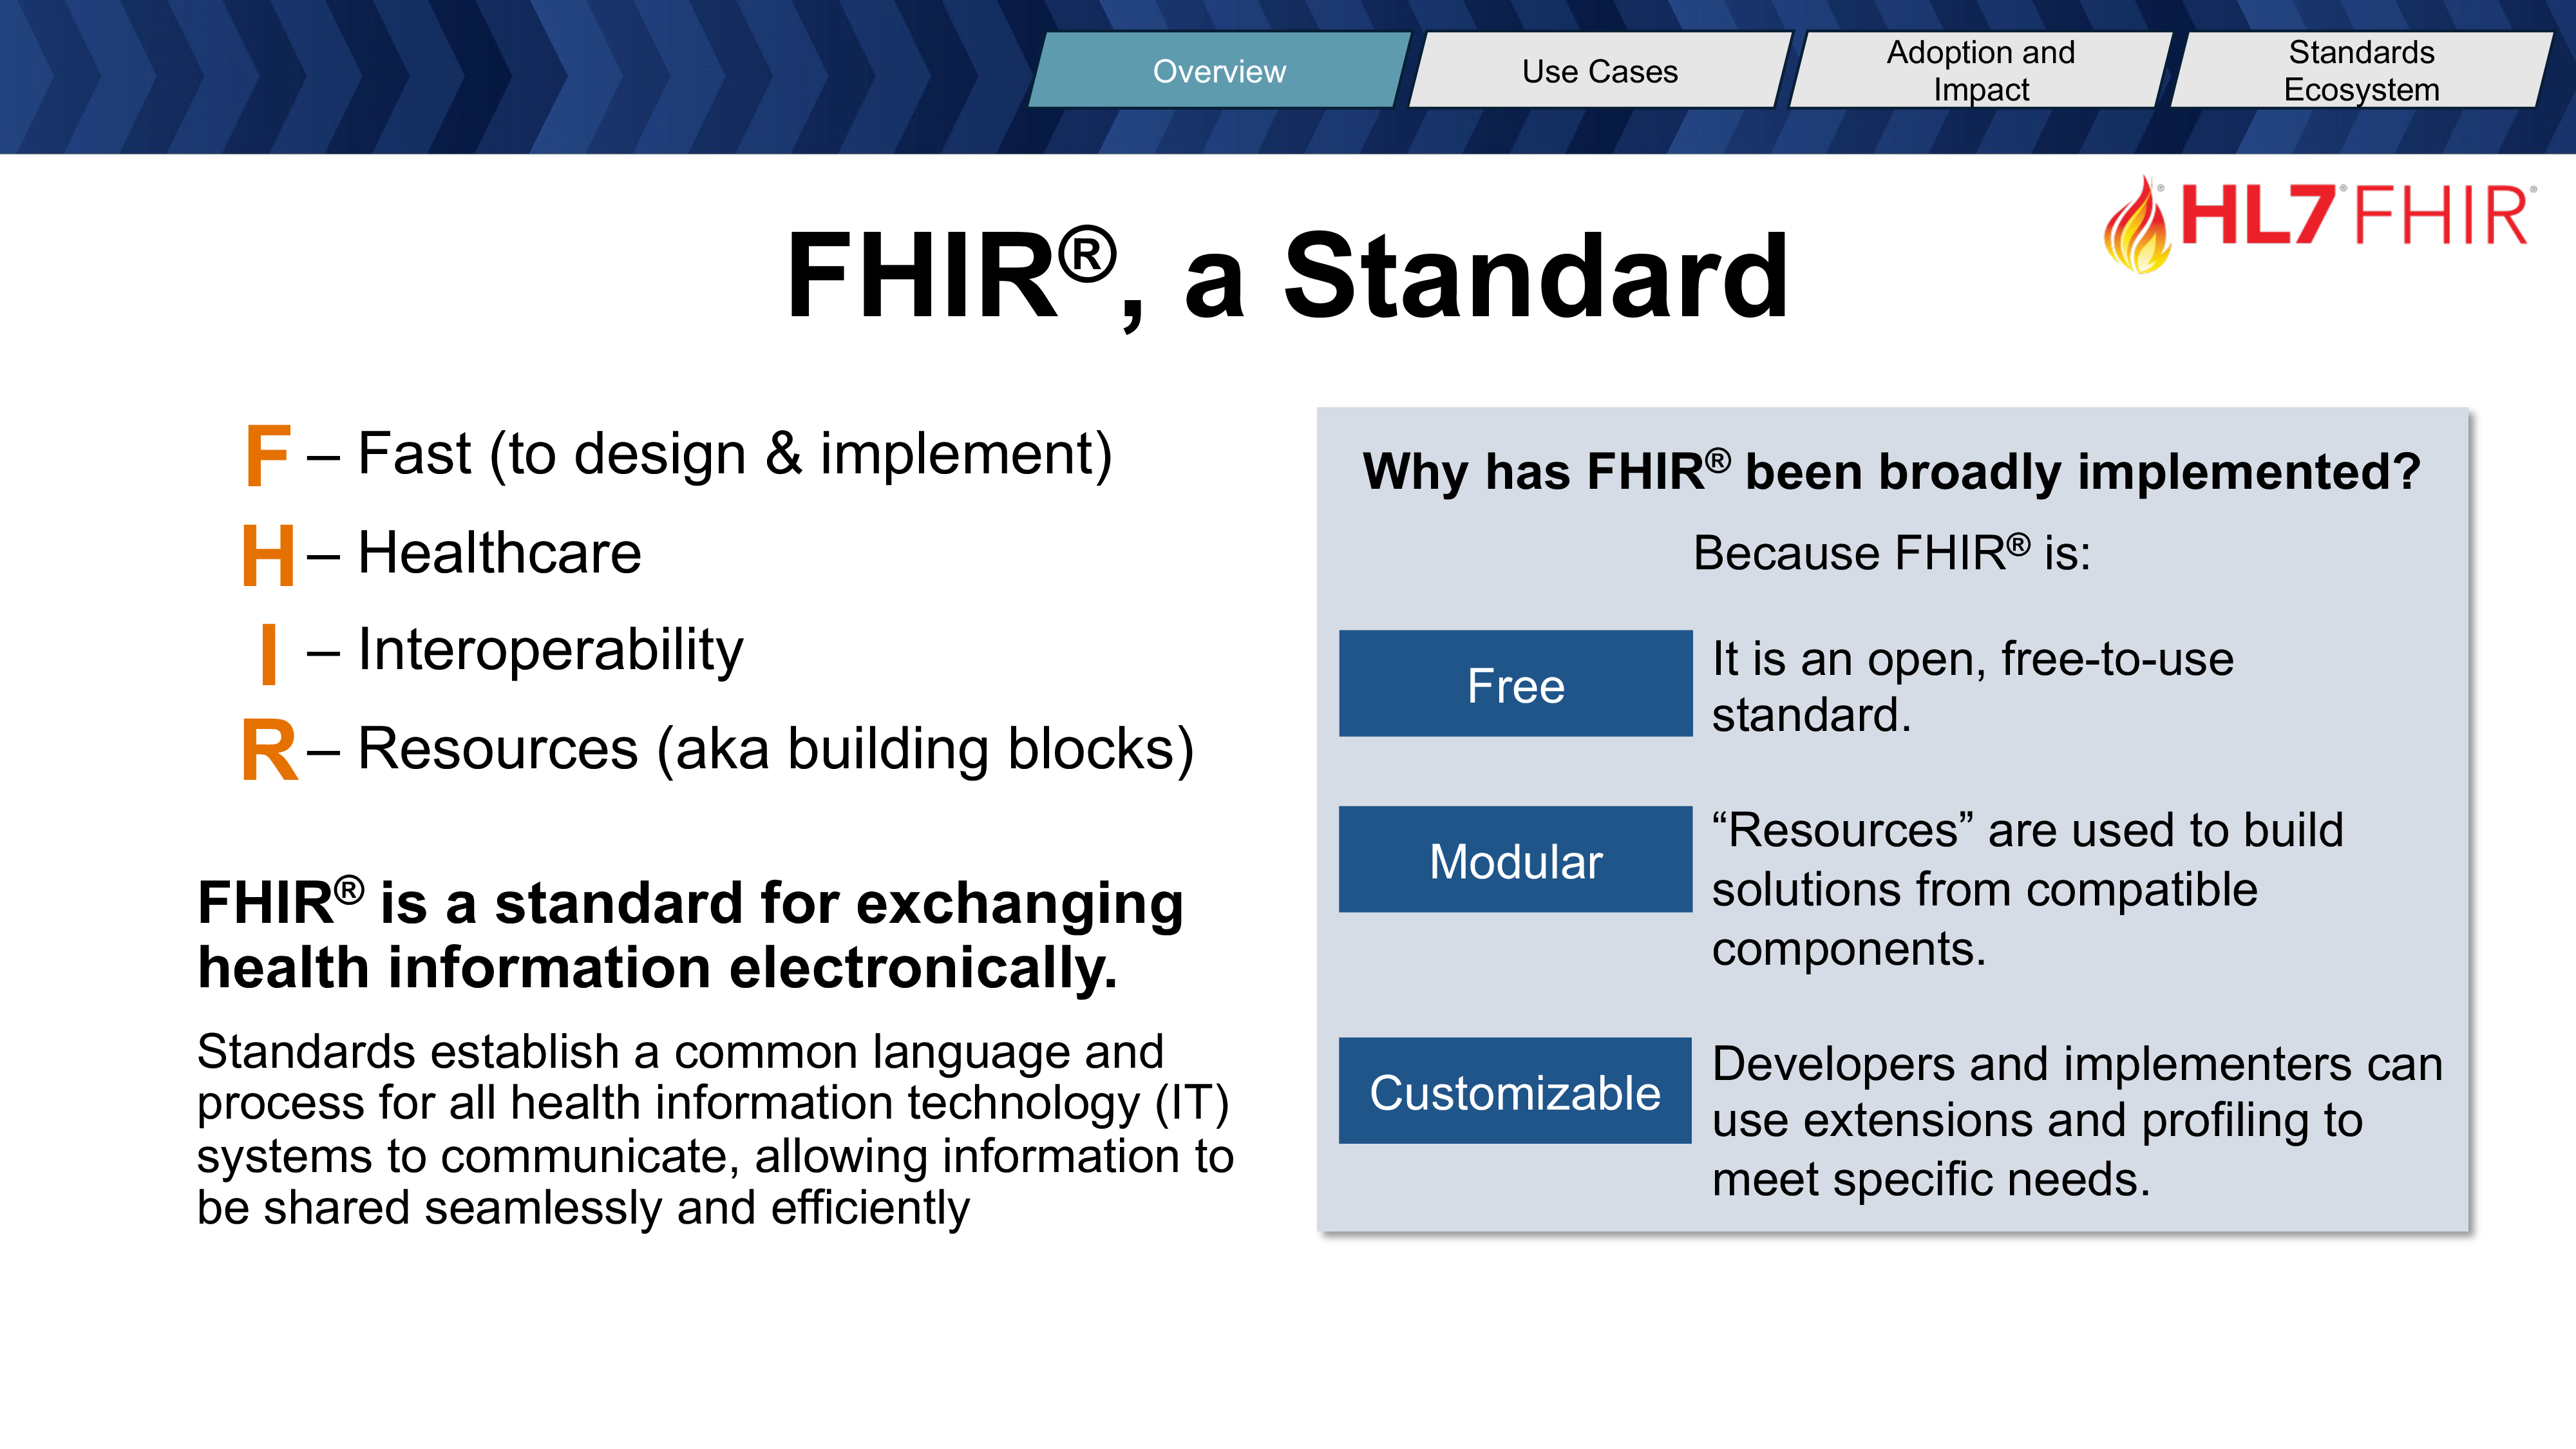 Overview
Use Cases
Adoption and
Impact
Standards
Ecosystem
HL7® FHIR®
FHIR®, a Standard
F – Fast (to design & implement)
H – Healthcare
I – Interoperability
R – Resources (aka building blocks)
FHIR® is a standard for exchanging
health information electronically.
Standards establish a common language and
process for all health information technology (IT)
systems to communicate, allowing information to
be shared seamlessly and efficiently
Why has FHIR® been broadly implemented?
Because FHIR® is:
Free
It is an open, free-to-use
standard.
Modular
“Resources” are used to build
solutions from compatible
components.
Customizable
Developers and implementers can
use extensions and profiling to
meet specific needs.